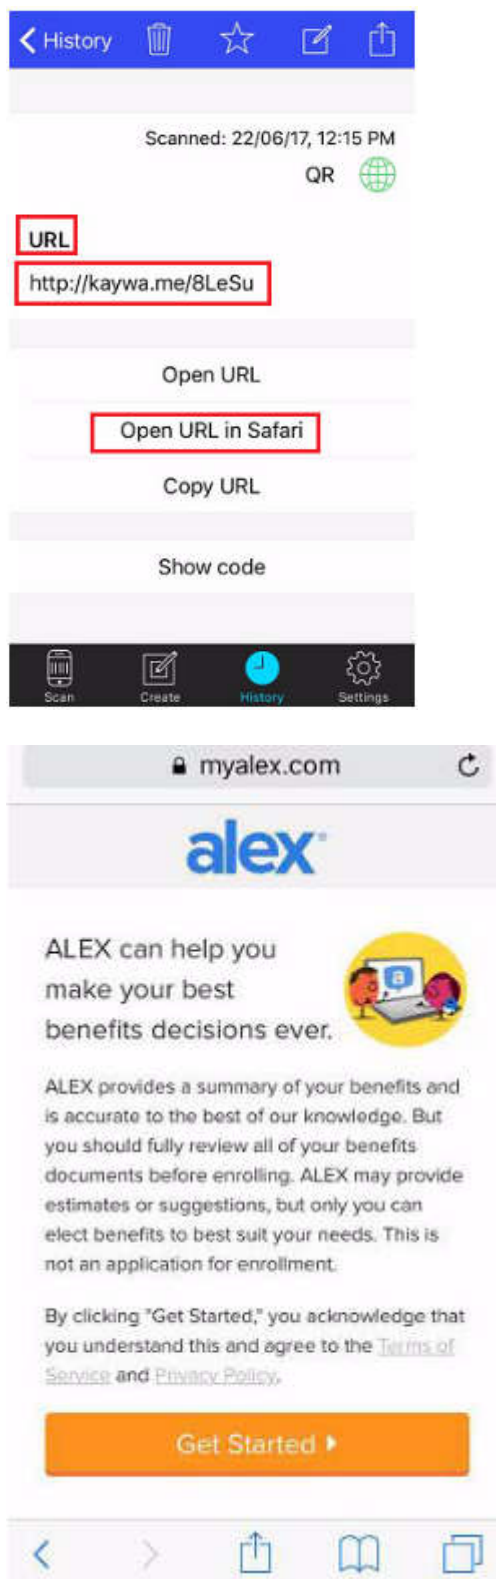 History
Scanned: 22/06/17, 12:15 PM
QR
URL
http://kaywa.me/8LeSu
Open URL
Open URL in Safari
Copy URL
Show code
Scan Create History Settings
myalex.com
alex®
ALEX can help you
make your best
benefits decisions ever.
ALEX provides a summary of your benefits and
is accurate to the best of our knowledge. But
you should fully review all of your benefits
documents before enrolling. ALEX may provide
estimates or suggestions, but only you can
elect benefits to best suit your needs. This is
not an application for enrollment.
By clicking "Get Started," you acknowledge that
you understand this and agree to the Terms of
Service and Privacy Policy.
Get Started